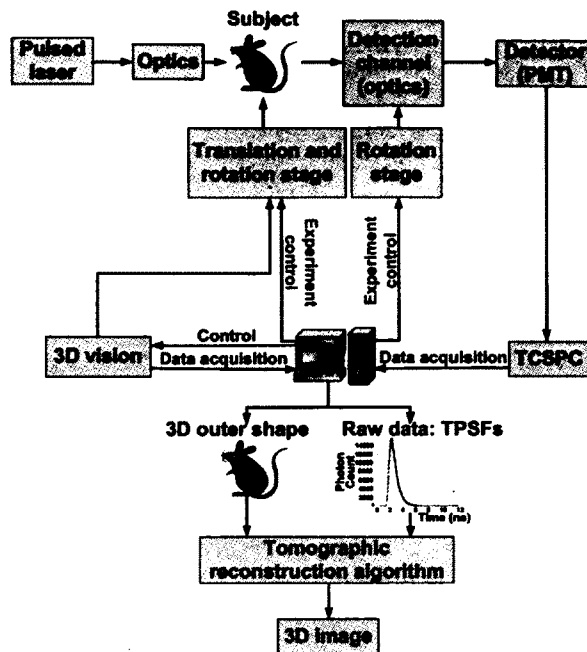 Subject
Pulsed
laser
Optics
Detection
channel
(optics)
Detector
(PMT)
Translation and
rotation stage
Rotation
stage
Experiment
control
Experiment
control
3D vision
Control
Data acquisition
Data acquisition
TCSPC
3D outer shape
Raw data: TPSFs
Photon
Count
Time (ns)
Tomographic
reconstruction algorithm
3D image